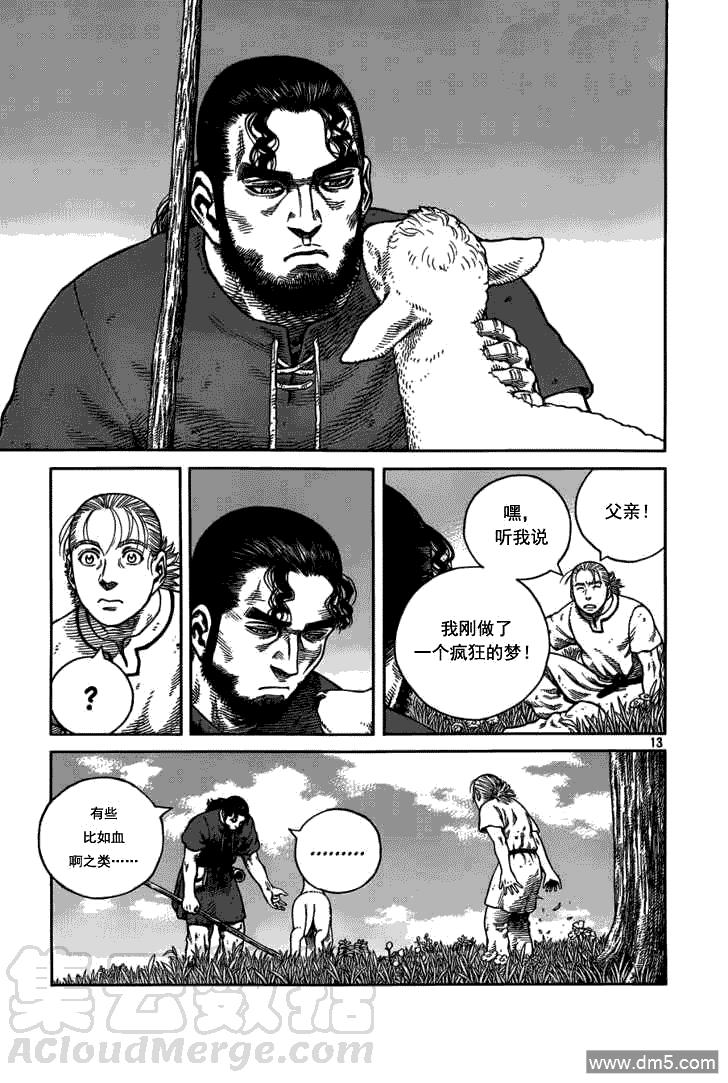 父亲！
嘿，
听我说
我刚做了
一个疯狂的梦！
？
13
有些
比如血
啊之类……
…………
集云数据
ACloudMerge.com
www.dm5.com